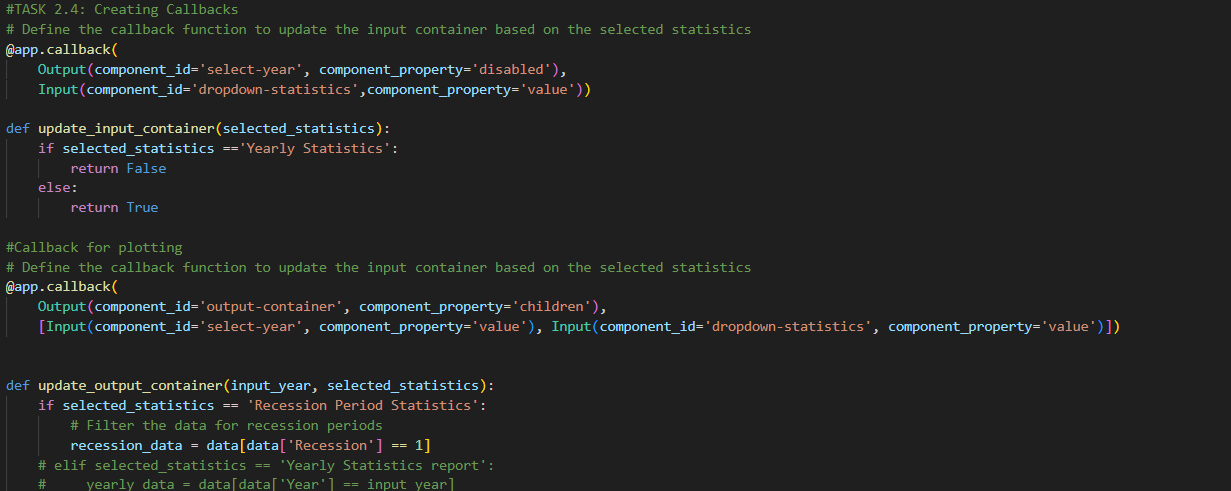 #TASK 2.4: Creating Callbacks
# Define the callback function to update the input container based on the selected statistics
@app.callback(
    Output(component_id='select-year', component_property='disabled'),
    Input(component_id='dropdown-statistics',component_property='value'))

def update_input_container(selected_statistics):
    if selected_statistics =='Yearly Statistics':
        return False
    else:
        return True

#Callback for plotting
# Define the callback function to update the input container based on the selected statistics
@app.callback(
    Output(component_id='output-container', component_property='children'),
    [Input(component_id='select-year', component_property='value'), Input(component_id='dropdown-statistics', component_property='value')])


def update_output_container(input_year, selected_statistics):
    if selected_statistics == 'Recession Period Statistics':
        # Filter the data for recession periods
        recession_data = data[data['Recession'] == 1]
    # elif selected_statistics == 'Yearly Statistics report':
    #     yearly_data = data[data['Year'] == input_year]